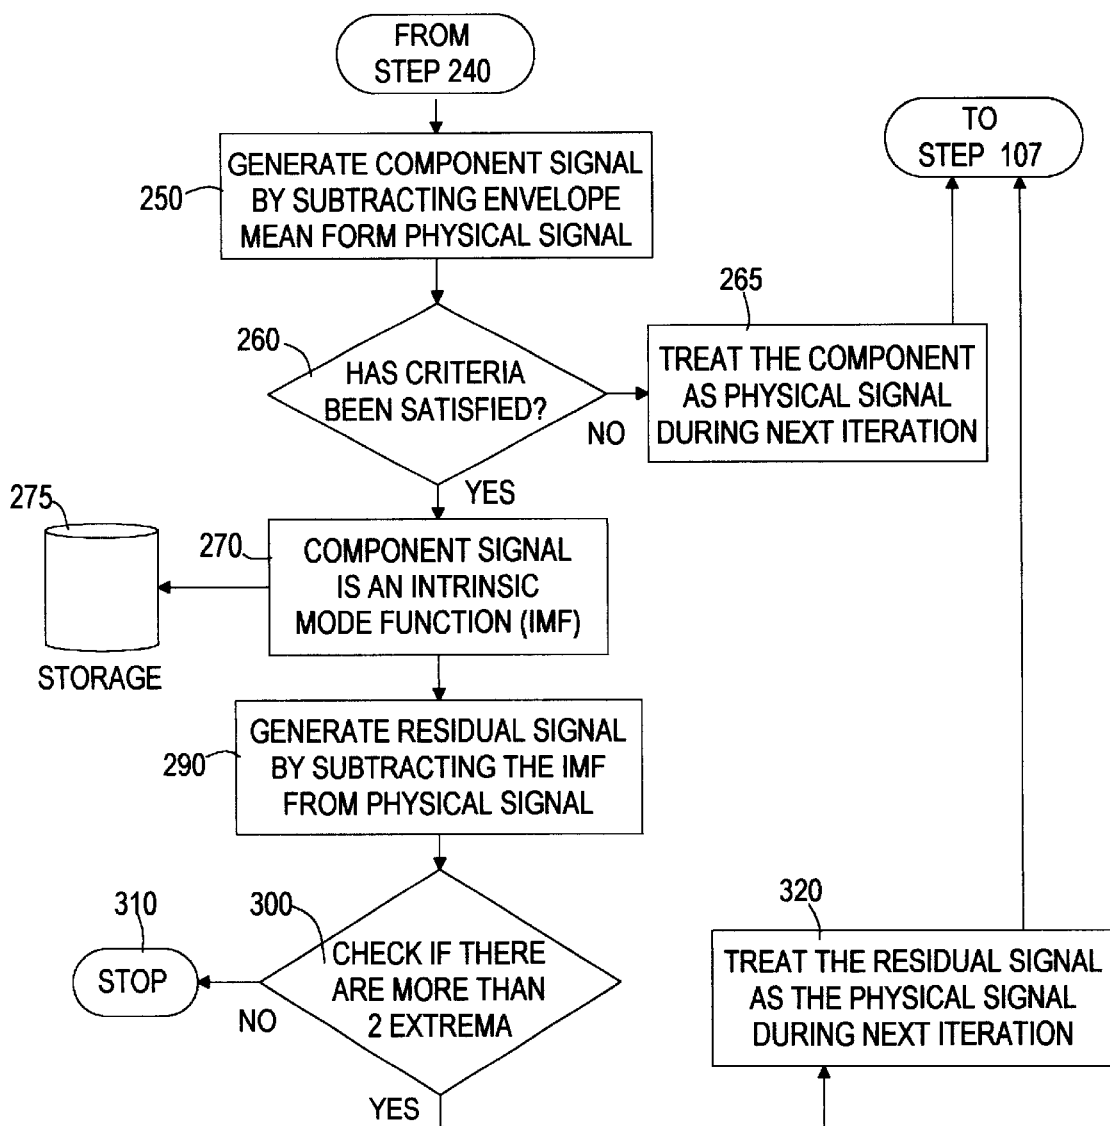 FROM
STEP 240
TO
STEP 107
250
GENERATE COMPONENT SIGNAL
BY SUBTRACTING ENVELOPE
MEAN FORM PHYSICAL SIGNAL
260
HAS CRITERIA
BEEN SATISFIED?
NO
YES
265
TREAT THE COMPONENT
AS PHYSICAL SIGNAL
DURING NEXT ITERATION
275
STORAGE
270
COMPONENT SIGNAL
IS AN INTRINSIC
MODE FUNCTION (IMF)
290
GENERATE RESIDUAL SIGNAL
BY SUBTRACTING THE IMF
FROM PHYSICAL SIGNAL
310
STOP
300
CHECK IF THERE
ARE MORE THAN
2 EXTREMA
NO
YES
320
TREAT THE RESIDUAL SIGNAL
AS THE PHYSICAL SIGNAL
DURING NEXT ITERATION